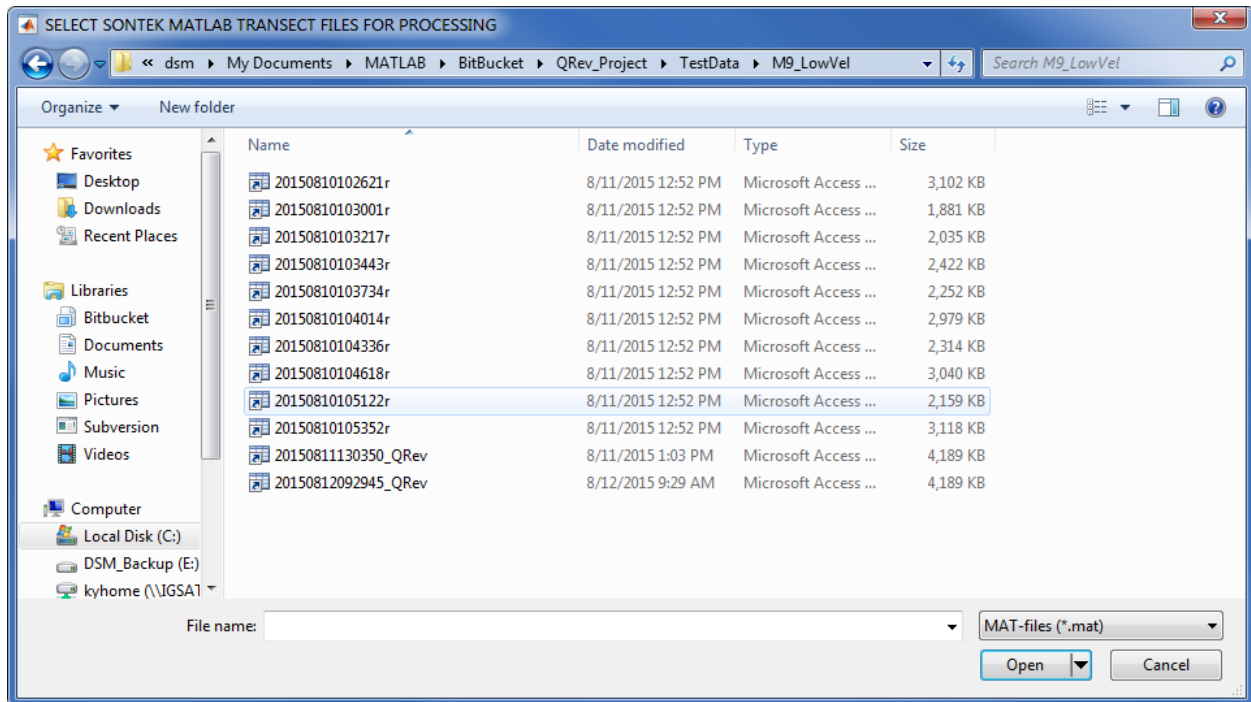 SELECT SONTEK MATLAB TRANSECT FILES FOR PROCESSING
« dsm ▸ My Documents ▸ MATLAB ▸ BitBucket ▸ QRev_Project ▸ TestData ▸ M9_LowVel Search M9_LowVel
Organize New folder
Name Date modified Type Size
Favorites
Desktop 20150810102621r 8/11/2015 12:52 PM Microsoft Access ... 3,102 KB
Downloads 20150810103001r 8/11/2015 12:52 PM Microsoft Access ... 1,881 KB
Recent Places 20150810103217r 8/11/2015 12:52 PM Microsoft Access ... 2,035 KB
20150810103443r 8/11/2015 12:52 PM Microsoft Access ... 2,422 KB
Libraries 20150810103734r 8/11/2015 12:52 PM Microsoft Access ... 2,252 KB
Bitbucket 20150810104014r 8/11/2015 12:52 PM Microsoft Access ... 2,979 KB
Documents 20150810104336r 8/11/2015 12:52 PM Microsoft Access ... 2,314 KB
Music 20150810104618r 8/11/2015 12:52 PM Microsoft Access ... 3,040 KB
Pictures 20150810105122r 8/11/2015 12:52 PM Microsoft Access ... 2,159 KB
Subversion 20150810105352r 8/11/2015 12:52 PM Microsoft Access ... 3,118 KB
Videos 20150811130350_QRev 8/11/2015 1:03 PM Microsoft Access ... 4,189 KB
20150812092945_QRev 8/12/2015 9:29 AM Microsoft Access ... 4,189 KB
Computer
Local Disk (C:)
DSM_Backup (E:)
kyhome (\\IGSAT
File name: MAT-files (*.mat)
Open Cancel